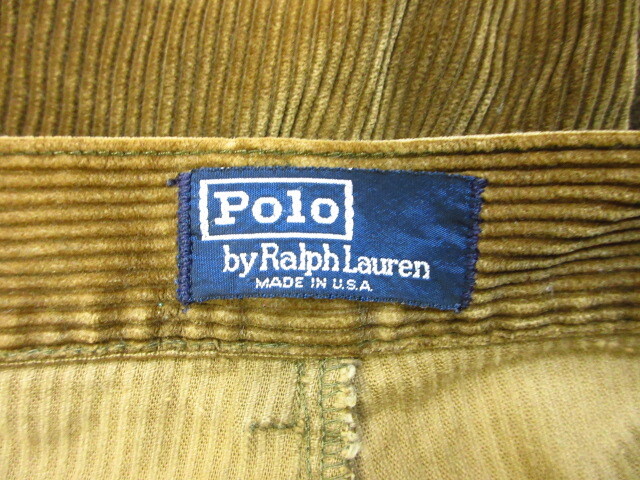 Polo
by Ralph Lauren
MADE IN U.S.A.